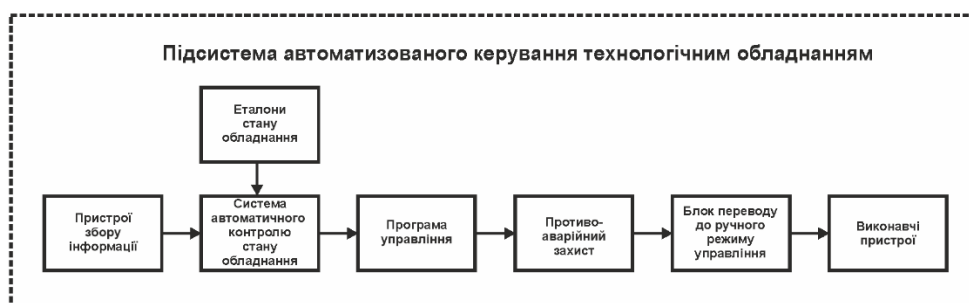 Підсистема автоматизованого керування технологічним обладнанням
Еталони
стану
обладнання
Пристрої
збору
інформації
Система
автоматичного
контролю
стану
обладнання
Програма
управління
Противо-
аварійний
захист
Блок переводу
до ручного
режиму
управління
Виконавчі
пристрої